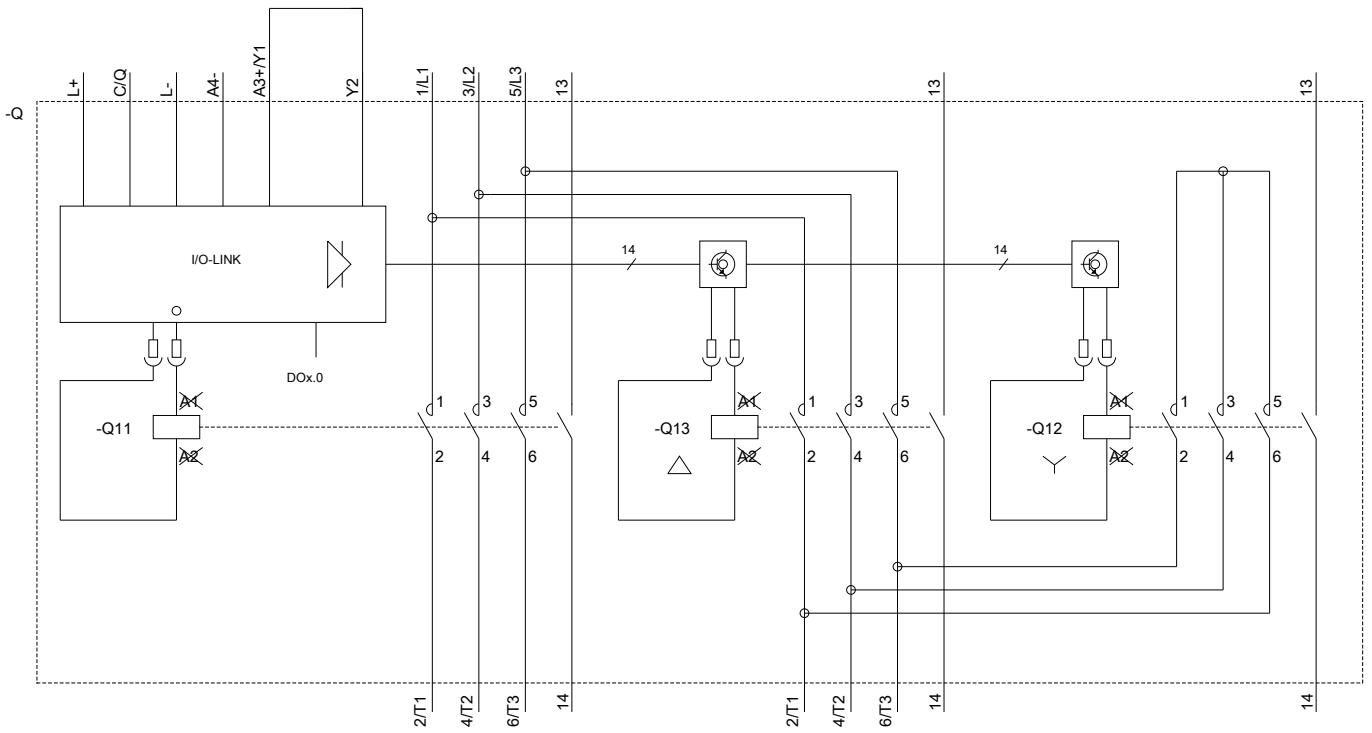 L+
C/Q
L-
A4-
A3+/Y1
Y2
1/L1
3/L2
5/L3
13
13
13
-Q
I/O-LINK
14
14
DOx.0
A1
1
3
5
A1
1
3
5
A1
1
3
5
-Q11
-Q13
-Q12
A2
2
4
6
A2
2
4
6
A2
2
4
6
2/T1
4/T2
6/T3
14
2/T1
4/T2
6/T3
14
14